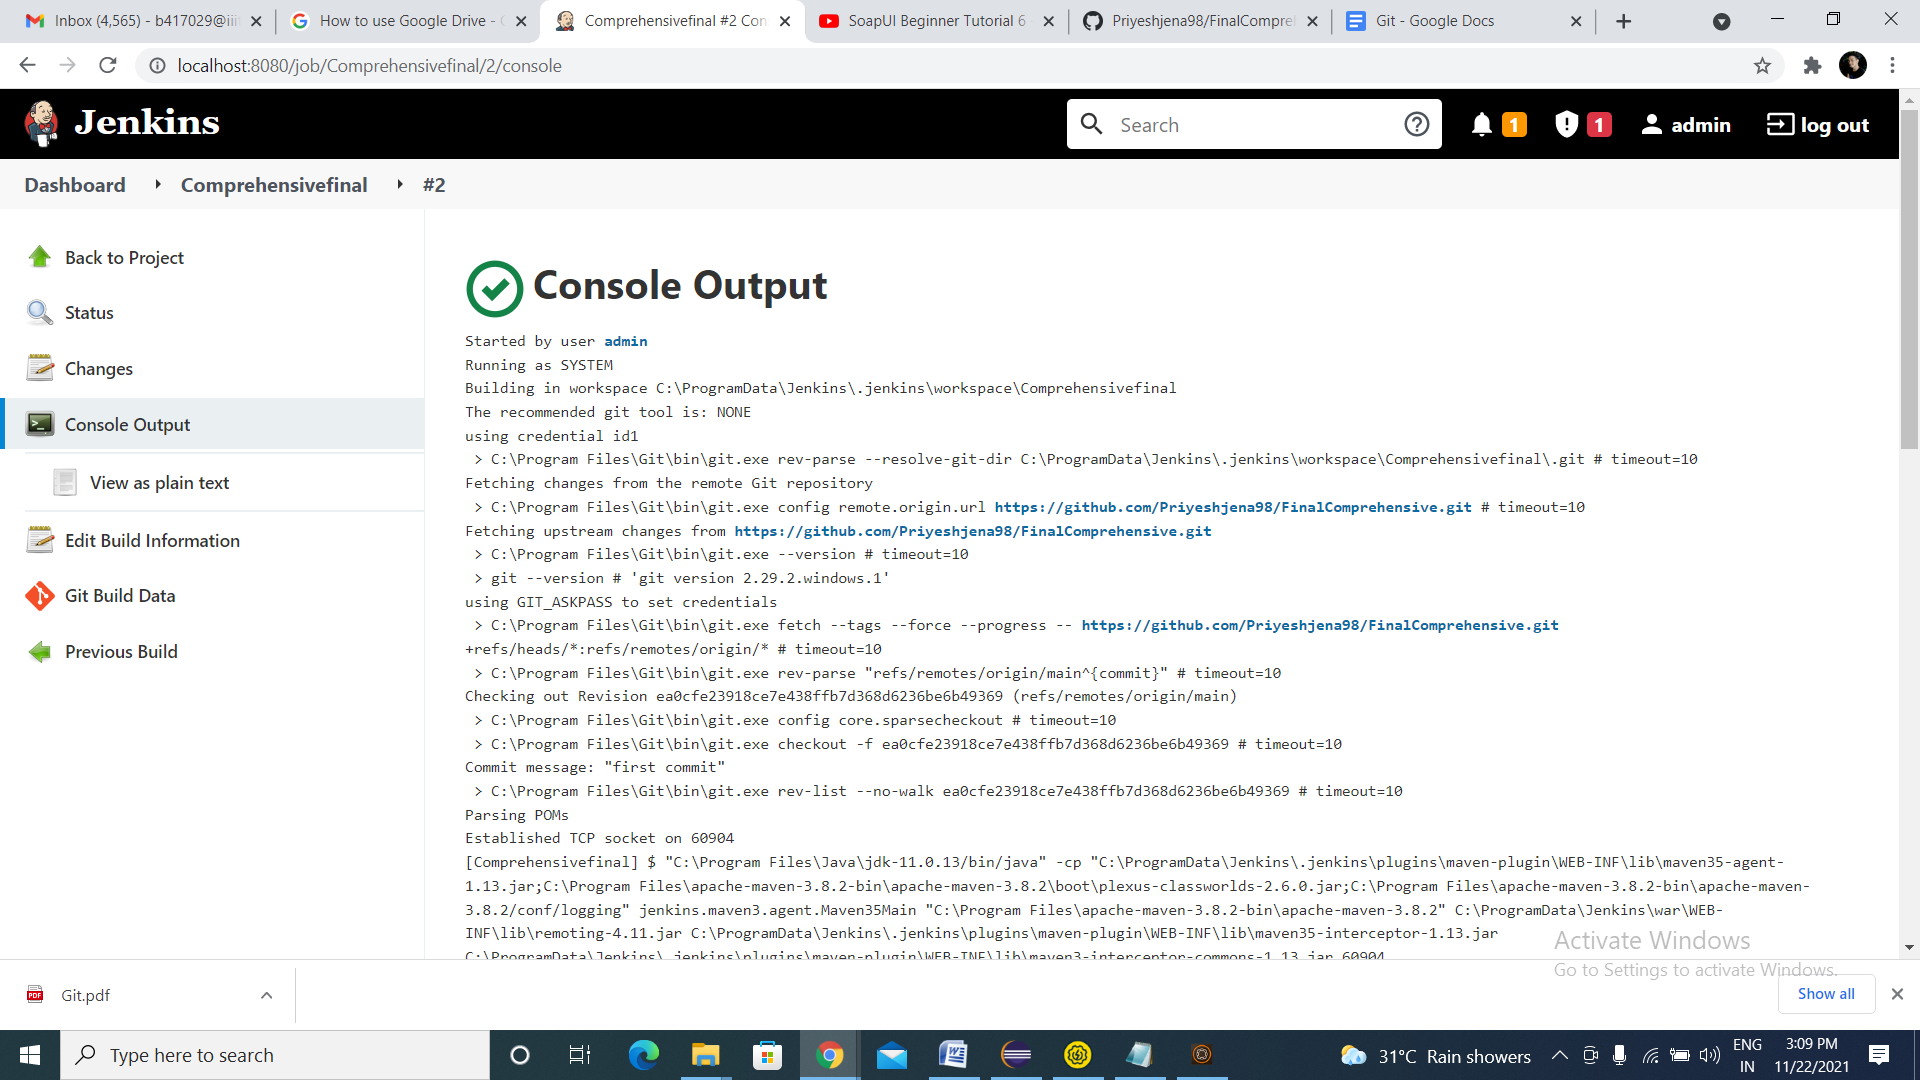 Inbox (4,565) - b417029@iii
How to use Google Drive -
Comprehensivefinal #2 Con
SoapUI Beginner Tutorial 6
Priyeshjena98/FinalCompre
Git - Google Docs
localhost:8080/job/Comprehensivefinal/2/console
Jenkins
Search
1
1
admin
log out
Dashboard
Comprehensivefinal
#2
Back to Project
Status
Changes
Console Output
View as plain text
Edit Build Information
Git Build Data
Previous Build
Console Output
Started by user admin
Running as SYSTEM
Building in workspace C:\ProgramData\Jenkins\.jenkins\workspace\Comprehensivefinal
The recommended git tool is: NONE
using credential id1
> C:\Program Files\Git\bin\git.exe rev-parse --resolve-git-dir C:\ProgramData\Jenkins\.jenkins\workspace\Comprehensivefinal\.git # timeout=10
Fetching changes from the remote Git repository
> C:\Program Files\Git\bin\git.exe config remote.origin.url https://github.com/Priyeshjena98/FinalComprehensive.git # timeout=10
Fetching upstream changes from https://github.com/Priyeshjena98/FinalComprehensive.git
> C:\Program Files\Git\bin\git.exe --version # timeout=10
> git --version # 'git version 2.29.2.windows.1'
using GIT_ASKPASS to set credentials
> C:\Program Files\Git\bin\git.exe fetch --tags --force --progress -- https://github.com/Priyeshjena98/FinalComprehensive.git
+refs/heads/*:refs/remotes/origin/* # timeout=10
> C:\Program Files\Git\bin\git.exe rev-parse "refs/remotes/origin/main^{commit}" # timeout=10
Checking out Revision ea0cfe23918ce7e438ffb7d368d6236be6b49369 (refs/remotes/origin/main)
> C:\Program Files\Git\bin\git.exe config core.sparsecheckout # timeout=10
> C:\Program Files\Git\bin\git.exe checkout -f ea0cfe23918ce7e438ffb7d368d6236be6b49369 # timeout=10
Commit message: "first commit"
> C:\Program Files\Git\bin\git.exe rev-list --no-walk ea0cfe23918ce7e438ffb7d368d6236be6b49369 # timeout=10
Parsing POMs
Established TCP socket on 60904
[Comprehensivefinal] $ "C:\Program Files\Java\jdk-11.0.13/bin/java" -cp "C:\ProgramData\Jenkins\.jenkins\plugins\maven-plugin\WEB-INF\lib\maven35-agent-
1.13.jar;C:\Program Files\apache-maven-3.8.2-bin\apache-maven-3.8.2\boot\plexus-classworlds-2.6.0.jar;C:\Program Files\apache-maven-3.8.2-bin\apache-maven-
3.8.2/conf/logging" jenkins.maven3.agent.Maven35Main "C:\Program Files\apache-maven-3.8.2-bin\apache-maven-3.8.2" C:\ProgramData\Jenkins\war\WEB-
INF\lib\remoting-4.11.jar C:\ProgramData\Jenkins\.jenkins\plugins\maven-plugin\WEB-INF\lib\maven35-interceptor-1.13.jar
C:\ProgramData\Jenkins\.jenkins\plugins\maven-plugin\WEB-INF\lib\maven3-interceptor-commons-1.13.jar 60904
Activate Windows
Go to Settings to activate Windows.
Git.pdf
Show all
Type here to search
31°C Rain showers
ENG
IN
3:09 PM
11/22/2021